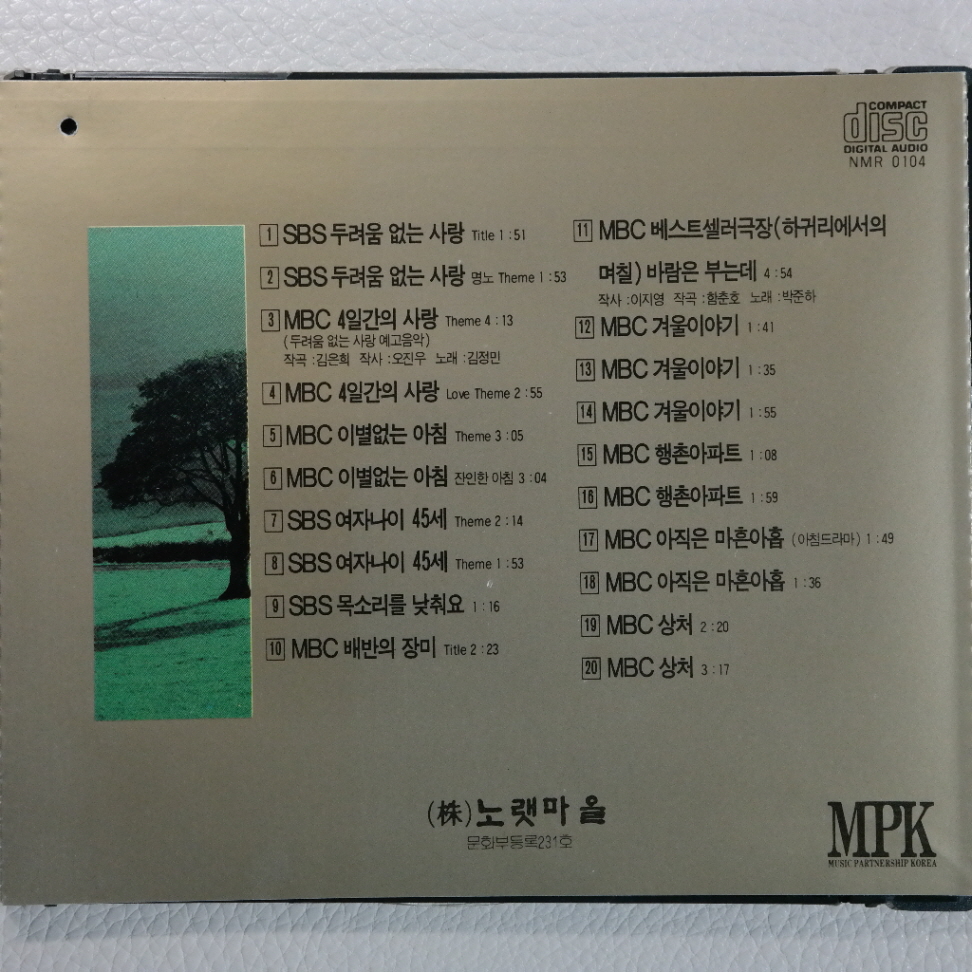 COMPACT
disc
DIGITAL AUDIO
NMR 0104
1 SBS 두려움 없는 사랑 Title 1 : 51
2 SBS 두려움 없는 사랑 명노 Theme 1 : 53
3 MBC 4일간의 사랑 Theme 4 : 13
(두려움 없는 사랑 예고음악)
작곡 : 김은희 작사 : 오진우 노래 : 김정민
4 MBC 4일간의 사랑 Love Theme 2 : 55
5 MBC 이별없는 아침 Theme 3 : 05
6 MBC 이별없는 아침 잔인한 아침 3 : 04
7 SBS 여자나이 45세 Theme 2 : 14
8 SBS 여자나이 45세 Theme 1 : 53
9 SBS 목소리를 낮춰요 1 : 16
10 MBC 배반의 장미 Title 2 : 23
11 MBC 베스트셀러극장(하귀리에서의
며칠) 바람은 부는데 4 : 54
작사 : 이지영 작곡 : 함춘호 노래 : 박준하
12 MBC 겨울이야기 1 : 41
13 MBC 겨울이야기 1 : 35
14 MBC 겨울이야기 1 : 55
15 MBC 행촌아파트 1 : 08
16 MBC 행촌아파트 1 : 59
17 MBC 아직은 마흔아홉 (아침드라마) 1 : 49
18 MBC 아직은 마흔아홉 1 : 36
19 MBC 상처 2 : 20
20 MBC 상처 3 : 17
(株)노랫마을
문화부등록231호
MPK
MUSIC PARTNERSHIP KOREA